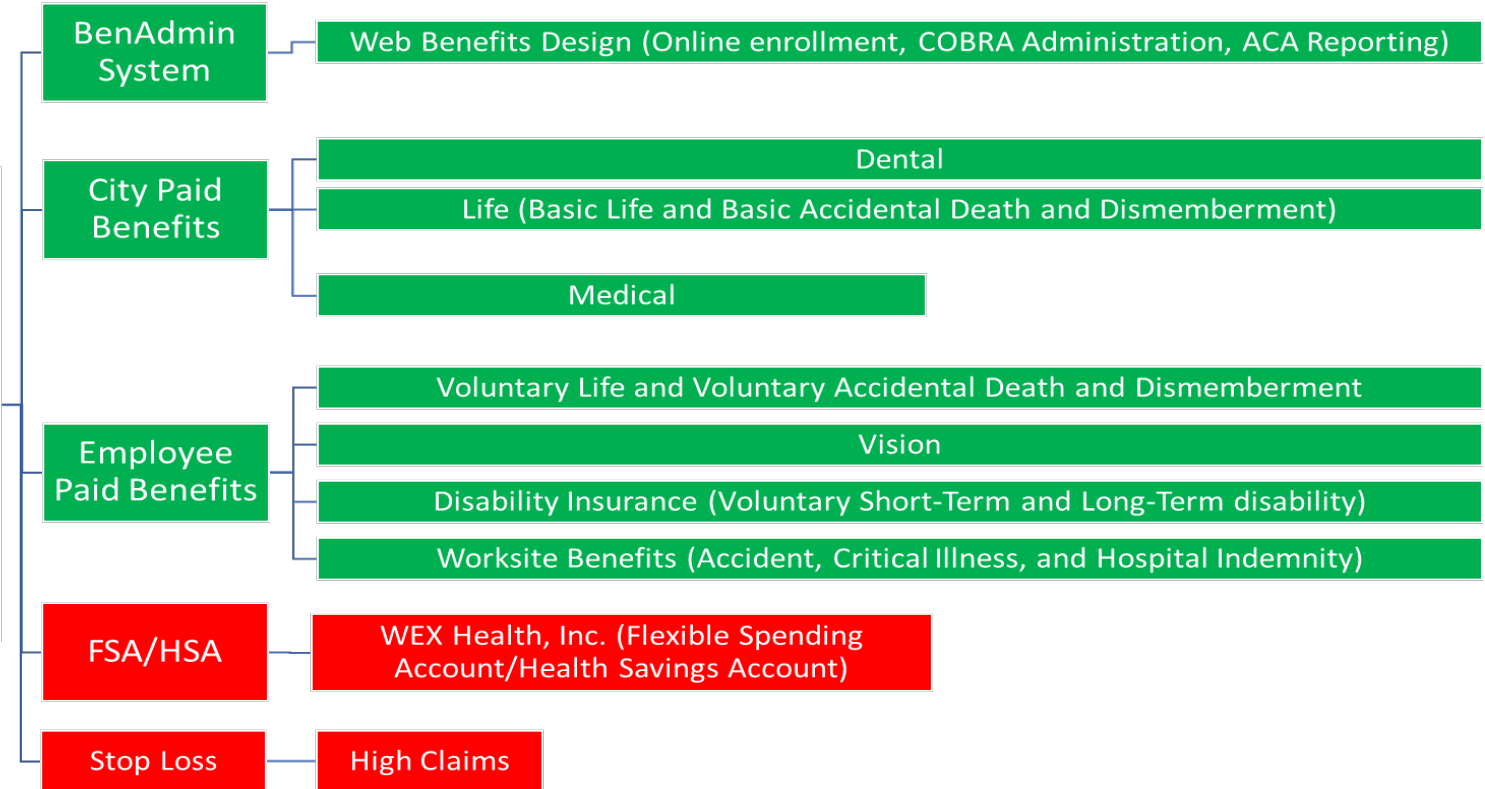 BenAdmin
System
Web Benefits Design (Online enrollment, COBRA Administration, ACA Reporting)
City Paid
Benefits
Dental
Life (Basic Life and Basic Accidental Death and Dismemberment)
Medical
Employee
Paid Benefits
Voluntary Life and Voluntary Accidental Death and Dismemberment
Vision
Disability Insurance (Voluntary Short-Term and Long-Term disability)
Worksite Benefits (Accident, Critical Illness, and Hospital Indemnity)
FSA/HSA
WEX Health, Inc. (Flexible Spending
Account/Health Savings Account)
Stop Loss
High Claims